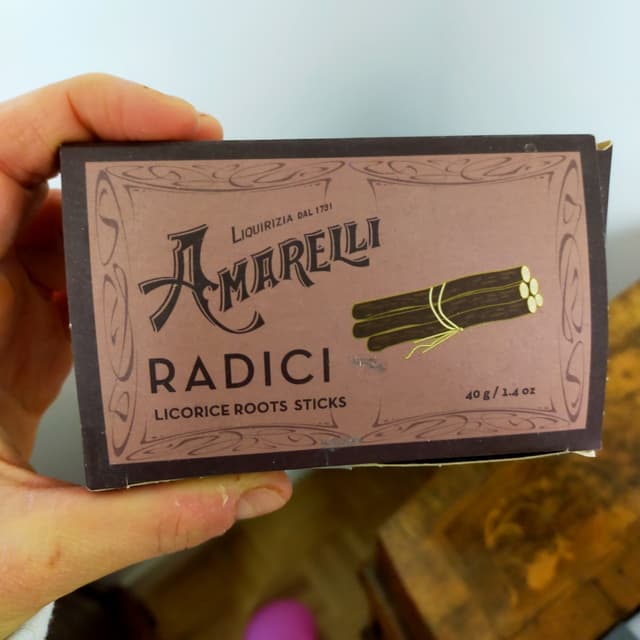 LIQUIRIZIA DAL 1731
AMARELLI
RADICI
LICORICE ROOTS STICKS
40 g / 1.4 oz